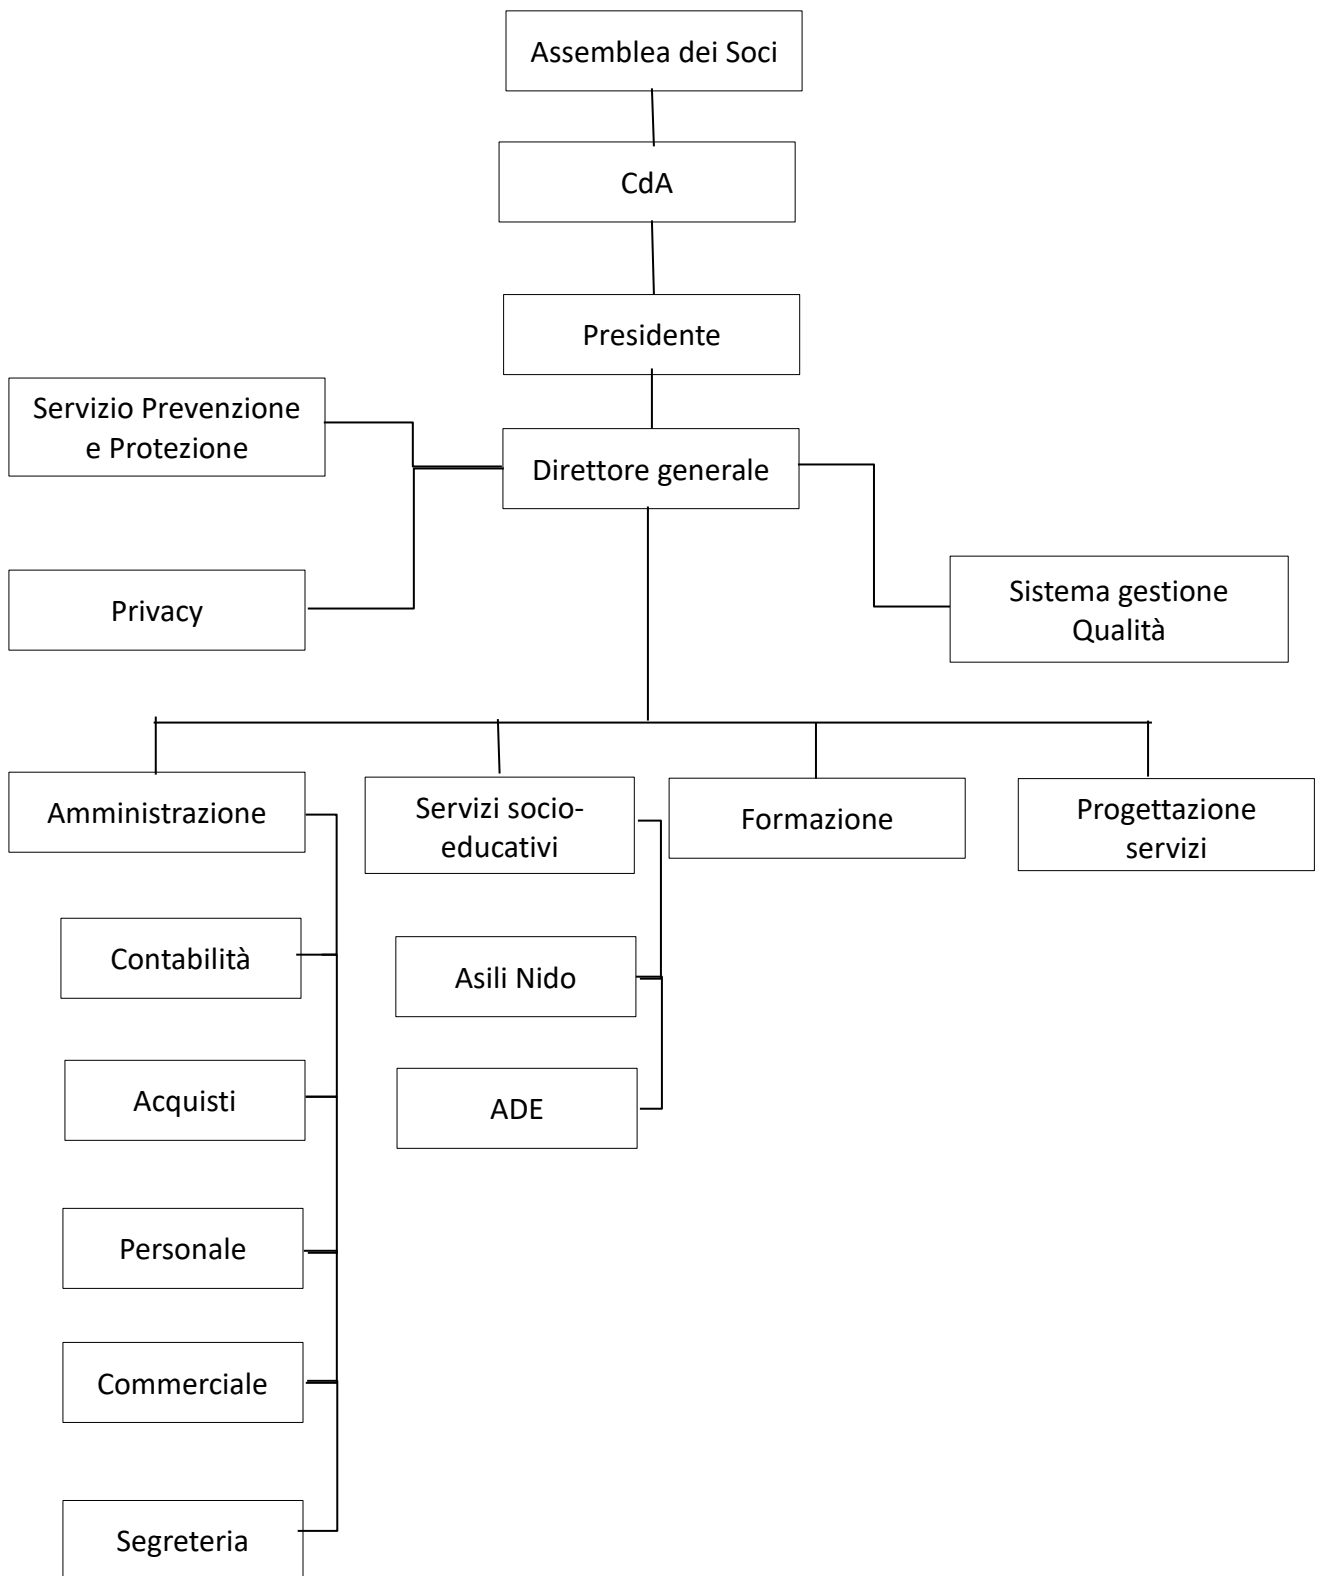 Assemblea dei Soci
CdA
Presidente
Servizio Prevenzione
e Protezione
Direttore generale
Privacy
Sistema gestione
Qualità
Amministrazione
Servizi socio-
educativi
Formazione
Progettazione
servizi
Contabilità
Asili Nido
Acquisti
ADE
Personale
Commerciale
Segreteria